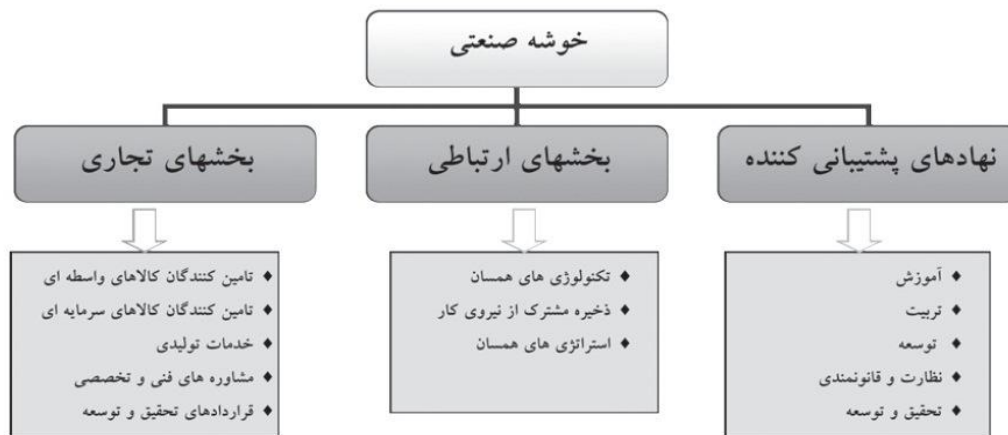 خوشه صنعتی
نهادهای پشتیبانی کننده
بخشهای ارتباطی
بخشهای تجاری
♦ آموزش
♦ تربیت
♦ توسعه
♦ نظارت و قانونمندی
♦ تحقیق و توسعه
♦ تکنولوژی های همسان
♦ ذخیره مشترک از نیروی کار
♦ استراتژی های همسان
♦ تامین کنندگان کالاهای واسطه ای
♦ تامین کنندگان کالاهای سرمایه ای
♦ خدمات تولیدی
♦ مشاوره های فنی و تخصصی
♦ قراردادهای تحقیق و توسعه